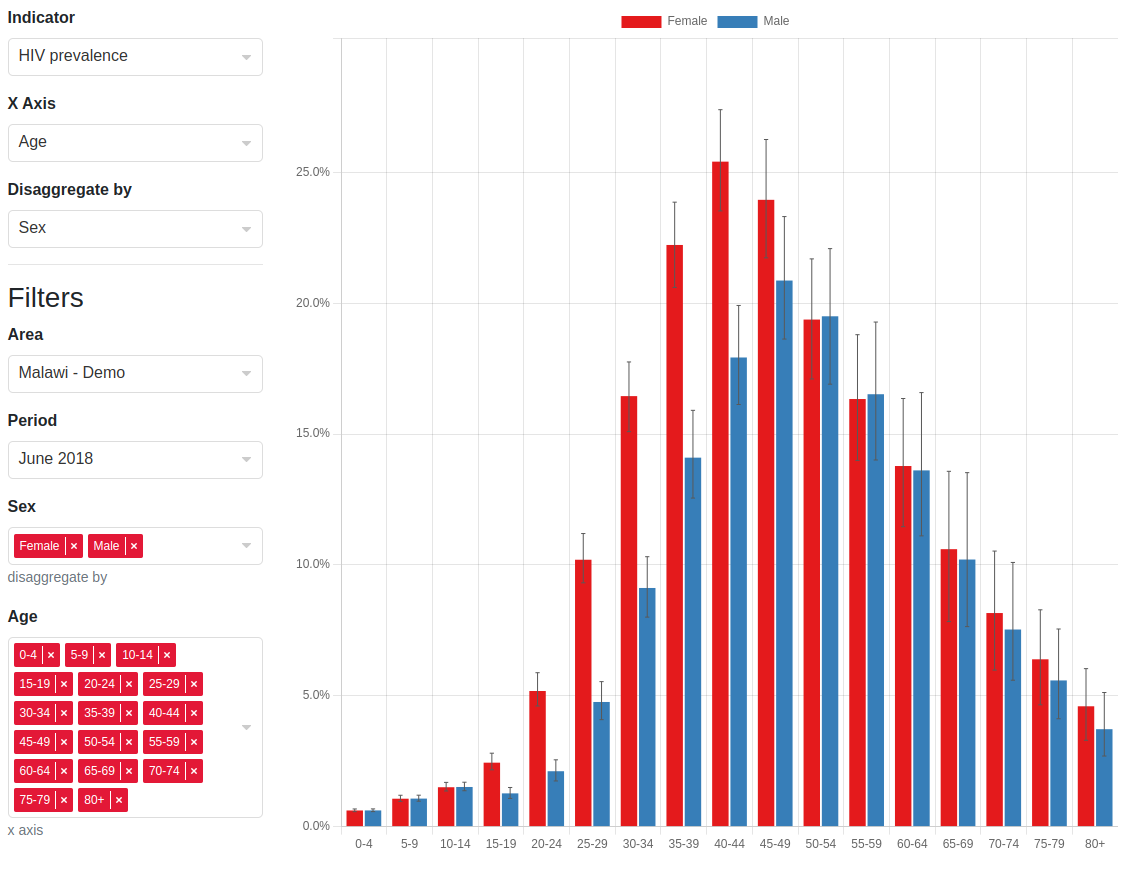 Indicator
HIV prevalence
X Axis
Age
Disaggregate by
Sex
Filters
Area
Malawi - Demo
Period
June 2018
Sex
Female × Male ×
disaggregate by
Age
0-4 × 5-9 × 10-14 ×
15-19 × 20-24 × 25-29 ×
30-34 × 35-39 × 40-44 ×
45-49 × 50-54 × 55-59 ×
60-64 × 65-69 × 70-74 ×
75-79 × 80+ ×
x axis
Female Male
25.0%
20.0%
15.0%
10.0%
5.0%
0.0%
0-4 5-9 10-14 15-19 20-24 25-29 30-34 35-39 40-44 45-49 50-54 55-59 60-64 65-69 70-74 75-79 80+